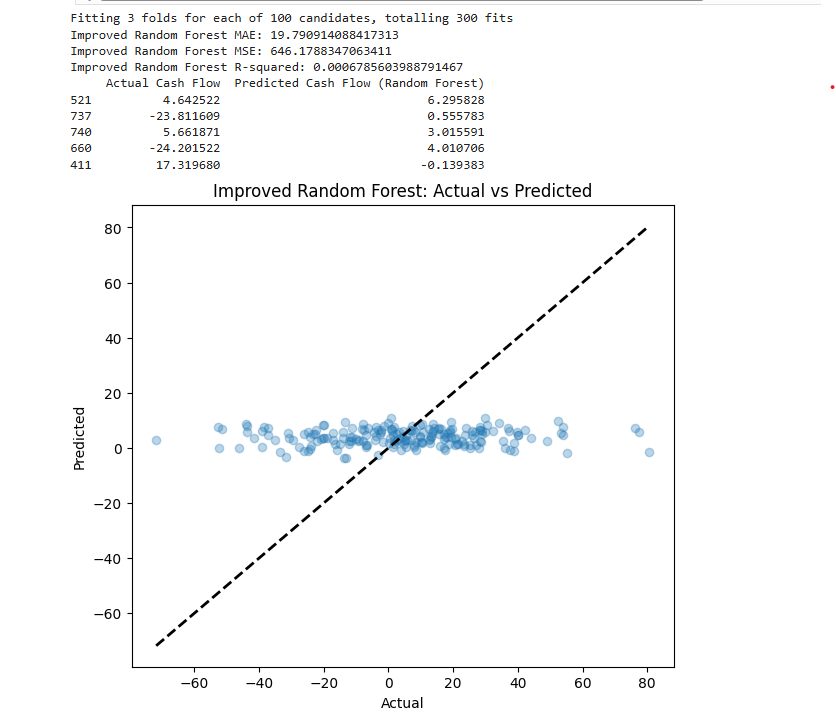 Fitting 3 folds for each of 100 candidates, totalling 300 fits
Improved Random Forest MAE: 19.790914088417313
Improved Random Forest MSE: 646.1788347063411
Improved Random Forest R-squared: 0.0006785603988791467
Actual Cash Flow  Predicted Cash Flow (Random Forest)
521 4.642522 6.295828
737 -23.811609 0.555783
740 5.661871 3.015591
660 -24.201522 4.010706
411 17.319680 -0.139383
Improved Random Forest: Actual vs Predicted
80
60
40
20
0
−20
−40
−60
Predicted
−60 −40 −20 0 20 40 60 80
Actual